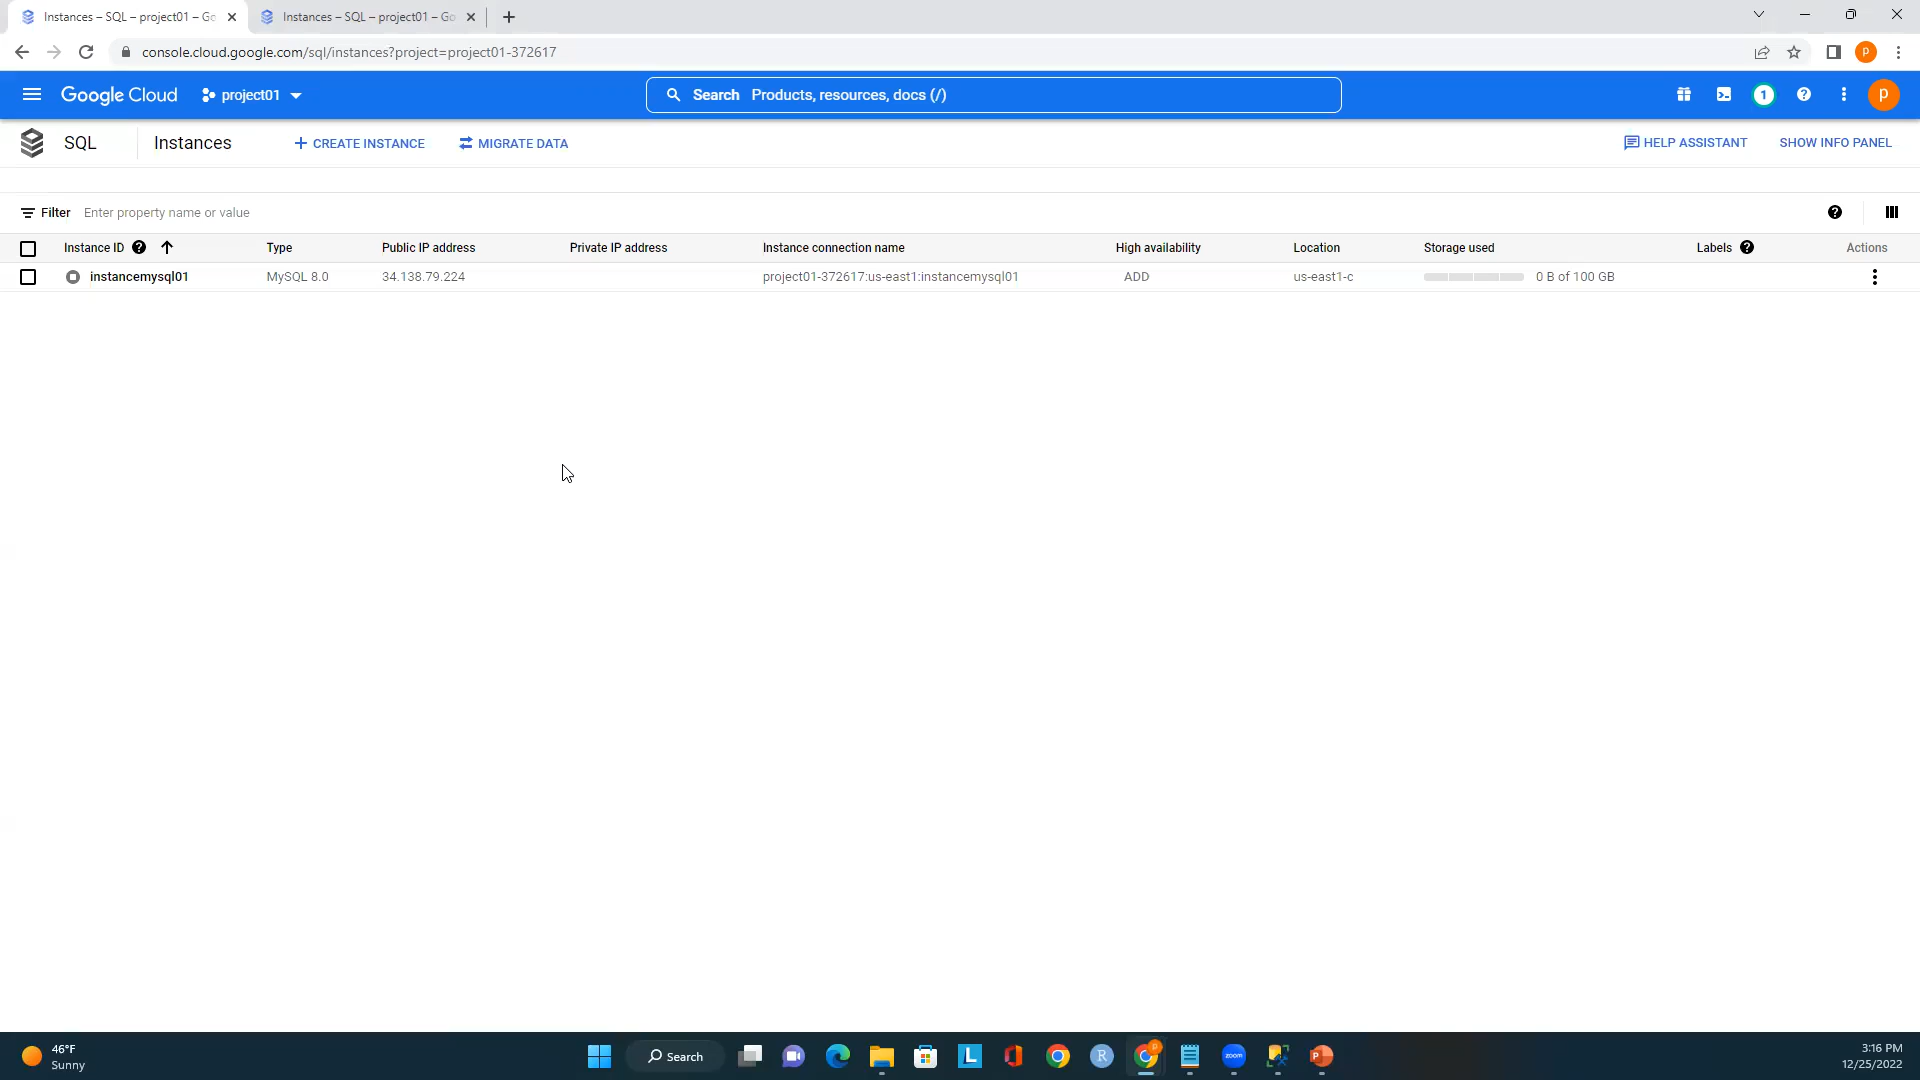 Instances – SQL – project01 – Go
Instances – SQL – project01 – Go
console.cloud.google.com/sql/instances?project=project01-372617
P
Google Cloud
project01
Search Products, resources, docs (/)
1
P
SQL
Instances
CREATE INSTANCE
MIGRATE DATA
HELP ASSISTANT
SHOW INFO PANEL
Filter Enter property name or value
Instance ID Type Public IP address Private IP address Instance connection name High availability Location Storage used Labels Actions
instancemysql01 MySQL 8.0 34.138.79.224 project01-372617:us-east1:instancemysql01 ADD us-east1-c 0 B of 100 GB
46°F
Sunny
Search
L
R
P
zoom
P
3:16 PM
12/25/2022